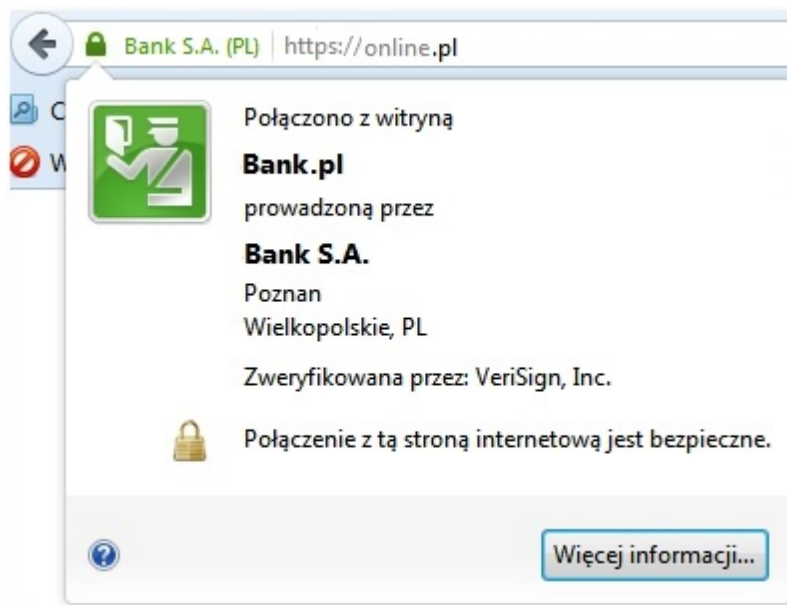 Bank S.A. (PL) https://online.pl
C
W
Połączono z witryną
Bank.pl
prowadzoną przez
Bank S.A.
Poznan
Wielkopolskie, PL
Zweryfikowana przez: VeriSign, Inc.
Połączenie z tą stroną internetową jest bezpieczne.
?
Więcej informacji...